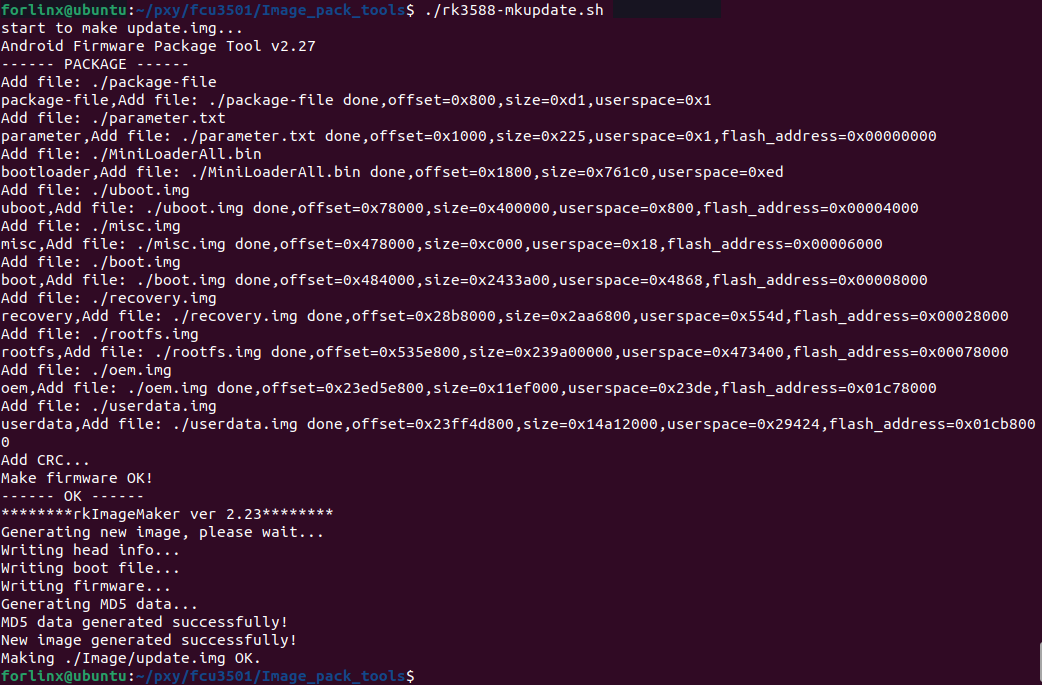 forlinx@ubuntu:~/pxy/fcu3501/Image_pack_tools$ ./rk3588-mkupdate.sh
start to make update.img...
Android Firmware Package Tool v2.27
------ PACKAGE ------
Add file: ./package-file
package-file,Add file: ./package-file done,offset=0x800,size=0xd1,userspace=0x1
Add file: ./parameter.txt
parameter,Add file: ./parameter.txt done,offset=0x1000,size=0x225,userspace=0x1,flash_address=0x00000000
Add file: ./MiniLoaderAll.bin
bootloader,Add file: ./MiniLoaderAll.bin done,offset=0x1800,size=0x761c0,userspace=0xed
Add file: ./uboot.img
uboot,Add file: ./uboot.img done,offset=0x78000,size=0x400000,userspace=0x800,flash_address=0x00004000
Add file: ./misc.img
misc,Add file: ./misc.img done,offset=0x478000,size=0xc000,userspace=0x18,flash_address=0x00006000
Add file: ./boot.img
boot,Add file: ./boot.img done,offset=0x484000,size=0x2433a00,userspace=0x4868,flash_address=0x00008000
Add file: ./recovery.img
recovery,Add file: ./recovery.img done,offset=0x28b8000,size=0x2aa6800,userspace=0x554d,flash_address=0x00028000
Add file: ./rootfs.img
rootfs,Add file: ./rootfs.img done,offset=0x535e800,size=0x239a00000,userspace=0x473400,flash_address=0x00078000
Add file: ./oem.img
oem,Add file: ./oem.img done,offset=0x23ed5e800,size=0x11ef000,userspace=0x23de,flash_address=0x01c78000
Add file: ./userdata.img
userdata,Add file: ./userdata.img done,offset=0x23ff4d800,size=0x14a12000,userspace=0x29424,flash_address=0x01cb800
0
Add CRC...
Make firmware OK!
------ OK ------
********rkImageMaker ver 2.23********
Generating new image, please wait...
Writing head info...
Writing boot file...
Writing firmware...
Generating MD5 data...
MD5 data generated successfully!
New image generated successfully!
Making ./Image/update.img OK.
forlinx@ubuntu:~/pxy/fcu3501/Image_pack_tools$